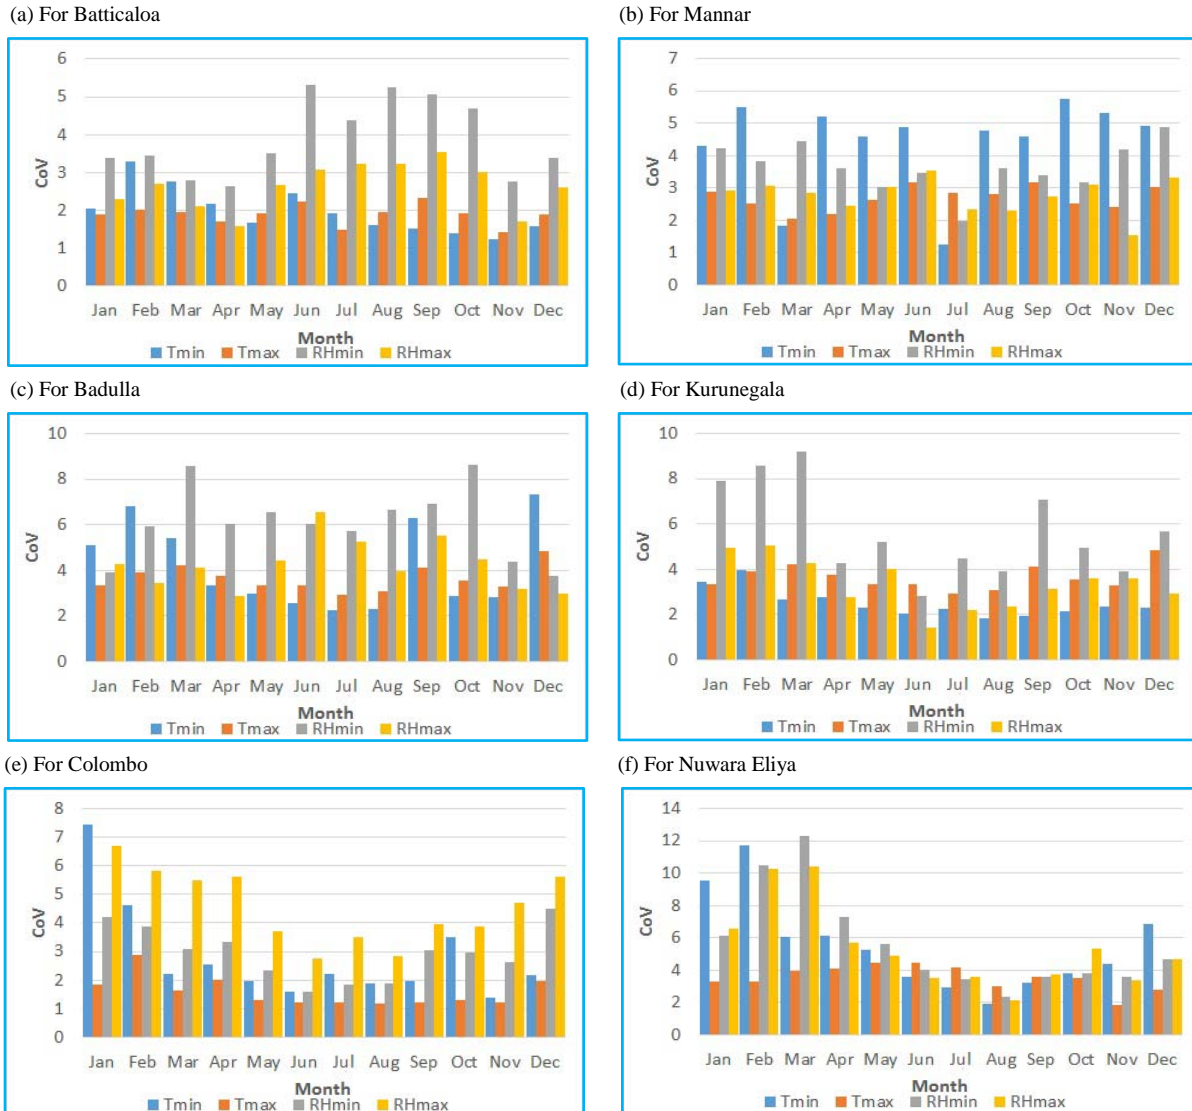 (a) For Batticaloa
6
5
4
3
2
1
0
CoV
Jan Feb Mar Apr May Jun Jul Aug Sep Oct Nov Dec
Month
Tmin Tmax RHmin RHmax
(b) For Mannar
7
6
5
4
3
2
1
0
CoV
Jan Feb Mar Apr May Jun Jul Aug Sep Oct Nov Dec
Month
Tmin Tmax RHmin RHmax
(c) For Badulla
10
8
6
4
2
0
CoV
Jan Feb Mar Apr May Jun Jul Aug Sep Oct Nov Dec
Month
Tmin Tmax RHmin RHmax
(d) For Kurunegala
10
8
6
4
2
0
CoV
Jan Feb Mar Apr May Jun Jul Aug Sep Oct Nov Dec
Month
Tmin Tmax RHmin RHmax
(e) For Colombo
8
7
6
5
4
3
2
1
0
CoV
Jan Feb Mar Apr May Jun Jul Aug Sep Oct Nov Dec
Month
Tmin Tmax RHmin RHmax
(f) For Nuwara Eliya
14
12
10
8
6
4
2
0
CoV
Jan Feb Mar Apr May Jun Jul Aug Sep Oct Nov Dec
Month
Tmin Tmax RHmin RHmax